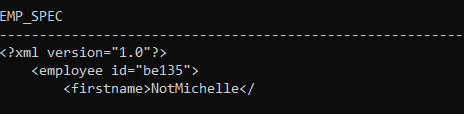 EMP_SPEC
--------------------------------------------------------------------------------
<?xml version="1.0"?>
    <employee id="be135">
        <firstname>NotMichelle</